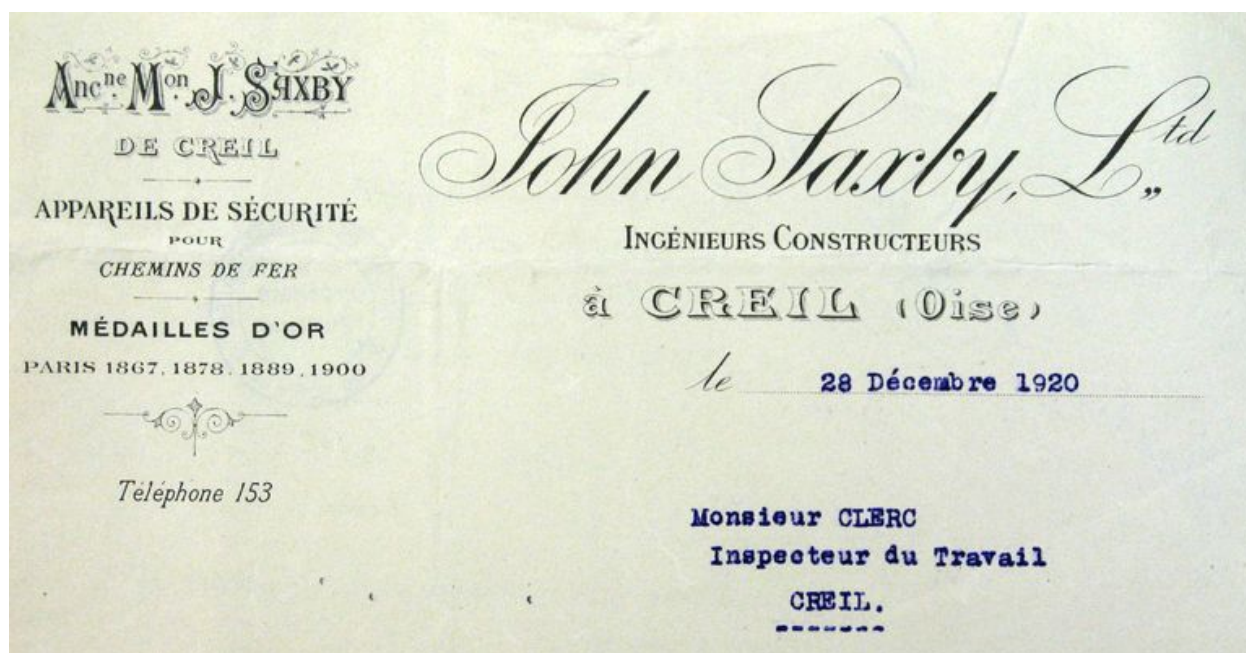 Ancne Mon J. SAXBY
DE CREIL
APPAREILS DE SÉCURITÉ
POUR
CHEMINS DE FER
MÉDAILLES D'OR
PARIS 1867, 1878, 1889, 1900
Téléphone 153
John Saxby, Ltd
INGÉNIEURS CONSTRUCTEURS
à CREIL (Oise)
le 28 Décembre 1920
Monsieur CLERC
Inspecteur du Travail
CREIL.